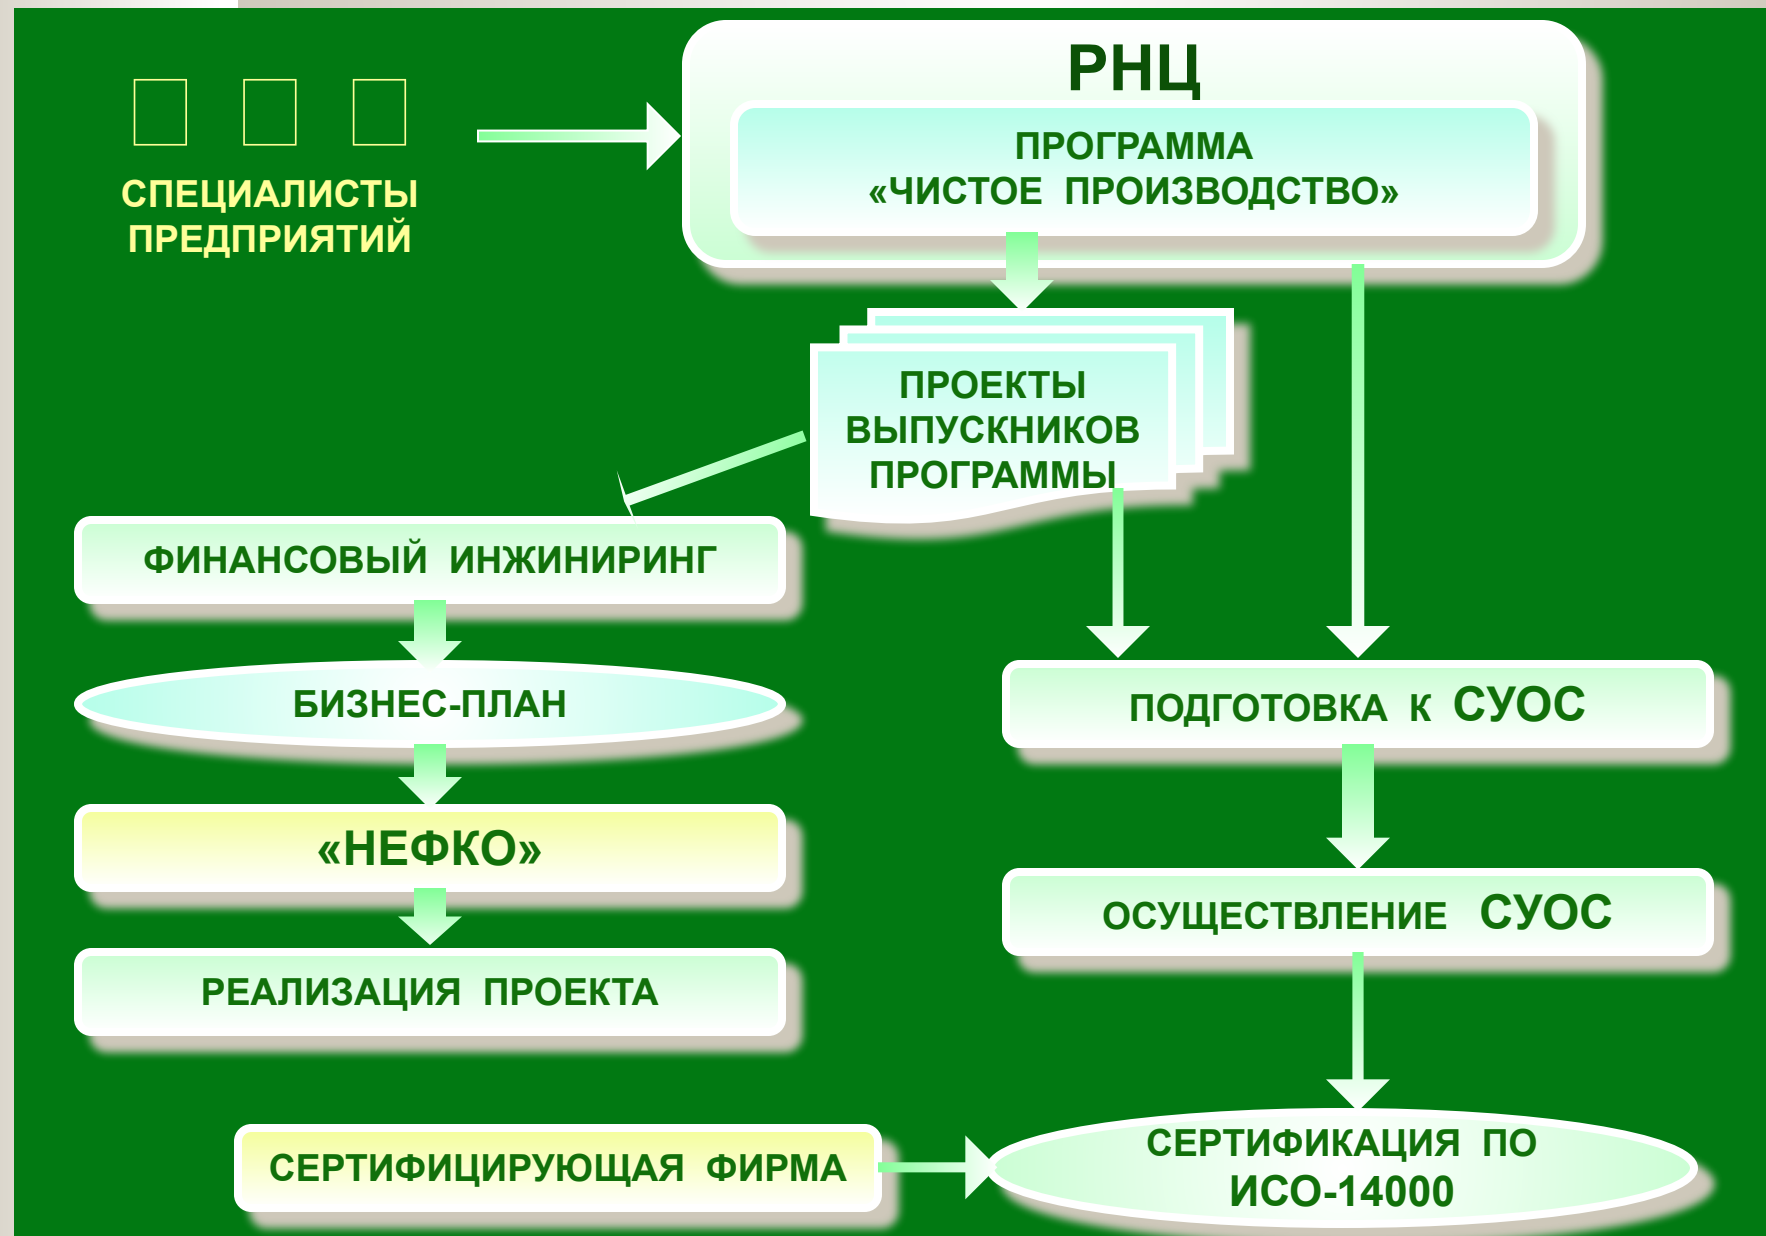 РНЦ
ПРОГРАММА
«ЧИСТОЕ ПРОИЗВОДСТВО»
СПЕЦИАЛИСТЫ
ПРЕДПРИЯТИЙ
ПРОЕКТЫ
ВЫПУСКНИКОВ
ПРОГРАММЫ
ФИНАНСОВЫЙ ИНЖИНИРИНГ
БИЗНЕС-ПЛАН
«НЕФКО»
РЕАЛИЗАЦИЯ ПРОЕКТА
ПОДГОТОВКА К СУОС
ОСУЩЕСТВЛЕНИЕ СУОС
СЕРТИФИЦИРУЮЩАЯ ФИРМА
СЕРТИФИКАЦИЯ ПО
ИСО-14000